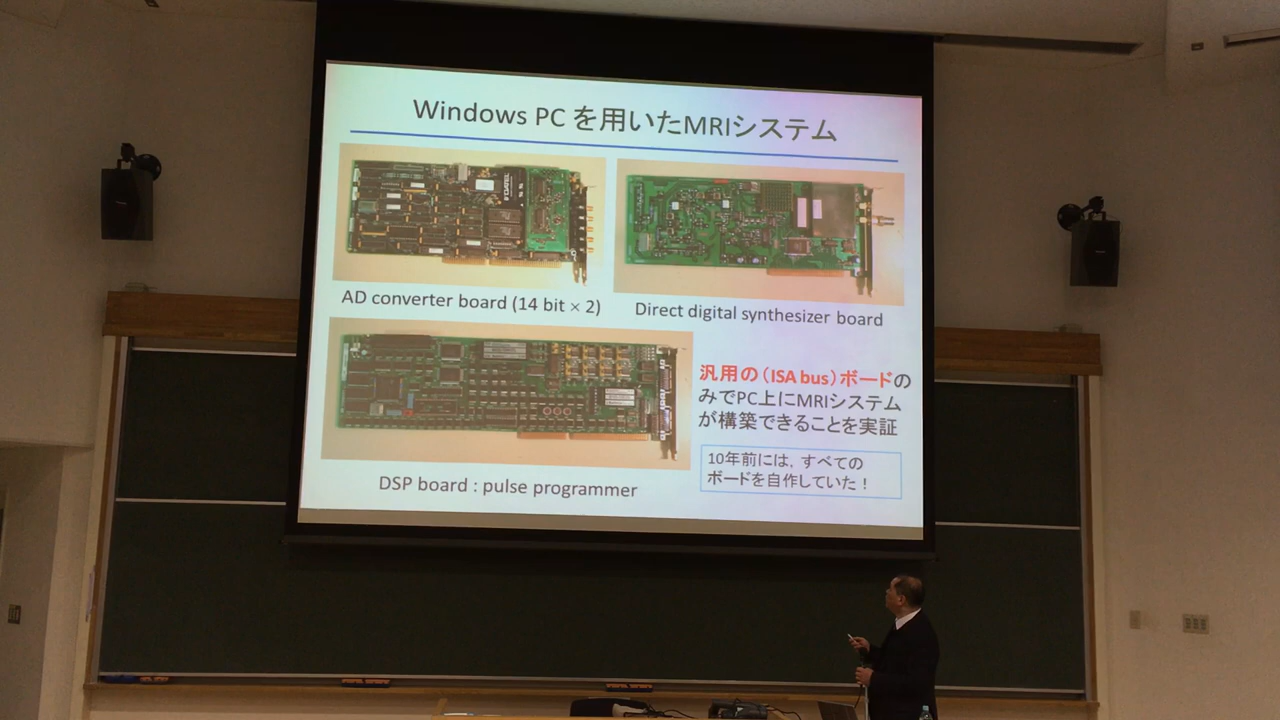 Windows PC を用いたMRIシステム
DATEL
AD converter board (14 bit × 2)
Direct digital synthesizer board
DSP board : pulse programmer
汎用の（ISA bus）ボードの
みでPC上にMRIシステム
が構築できることを実証
10年前には，すべての
ボードを自作していた！